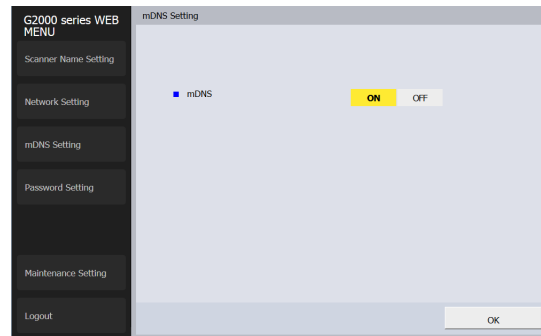 G2000 series WEB
MENU
Scanner Name Setting
Network Setting
mDNS Setting
Password Setting
Maintenance Setting
Logout
mDNS Setting
mDNS
ON OFF
OK